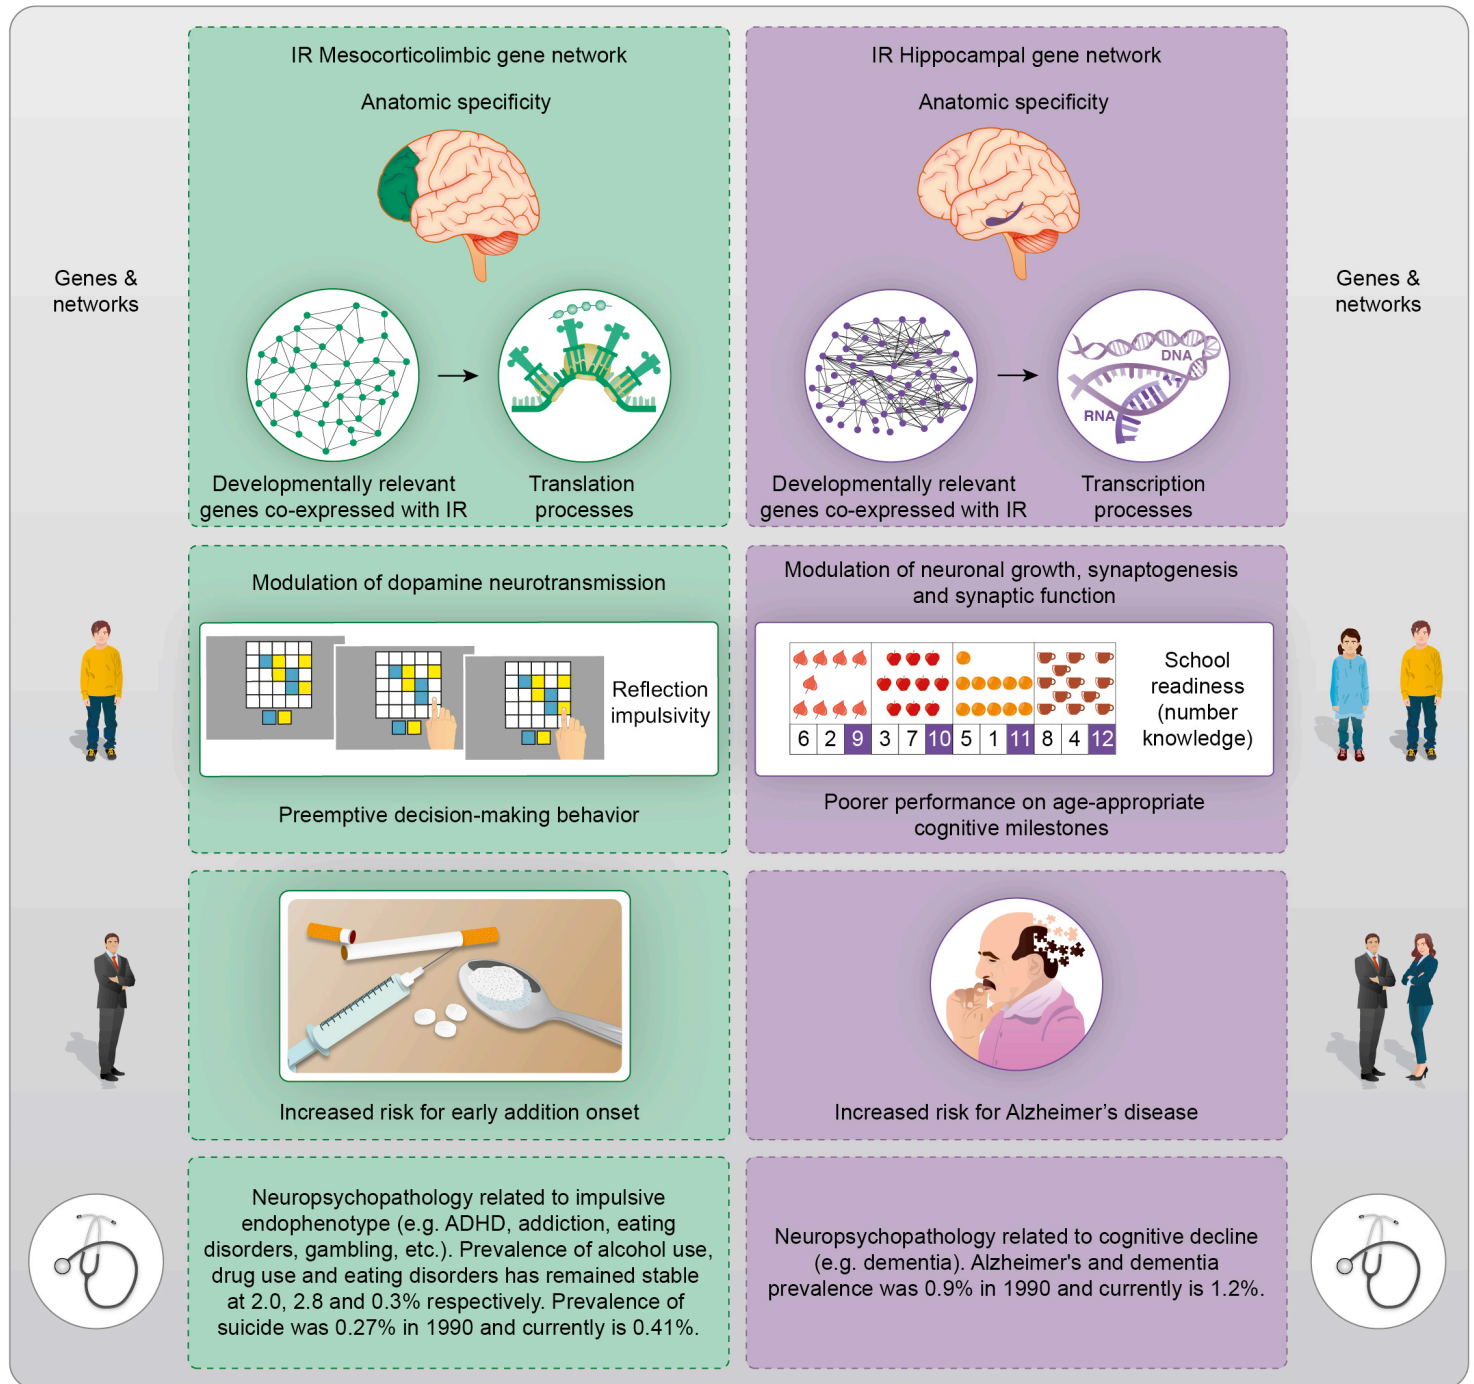 IR Mesocorticolimbic gene network
Anatomic specificity
Genes &
networks
Developmentally relevant
genes co-expressed with IR
Translation
processes
IR Hippocampal gene network
Anatomic specificity
DNA
RNA
Developmentally relevant
genes co-expressed with IR
Transcription
processes
Genes &
networks
Modulation of dopamine neurotransmission
Reflection
impulsivity
Preemptive decision-making behavior
Modulation of neuronal growth, synaptogenesis
and synaptic function
6 2 9 3 7 10 5 1 11 8 4 12
School
readiness
(number
knowledge)
Poorer performance on age-appropriate
cognitive milestones
Increased risk for early addition onset
Increased risk for Alzheimer's disease
Neuropsychopathology related to impulsive
endophenotype (e.g. ADHD, addiction, eating
disorders, gambling, etc.). Prevalence of alcohol use,
drug use and eating disorders has remained stable
at 2.0, 2.8 and 0.3% respectively. Prevalence of
suicide was 0.27% in 1990 and currently is 0.41%.
Neuropsychopathology related to cognitive decline
(e.g. dementia). Alzheimer's and dementia
prevalence was 0.9% in 1990 and currently is 1.2%.